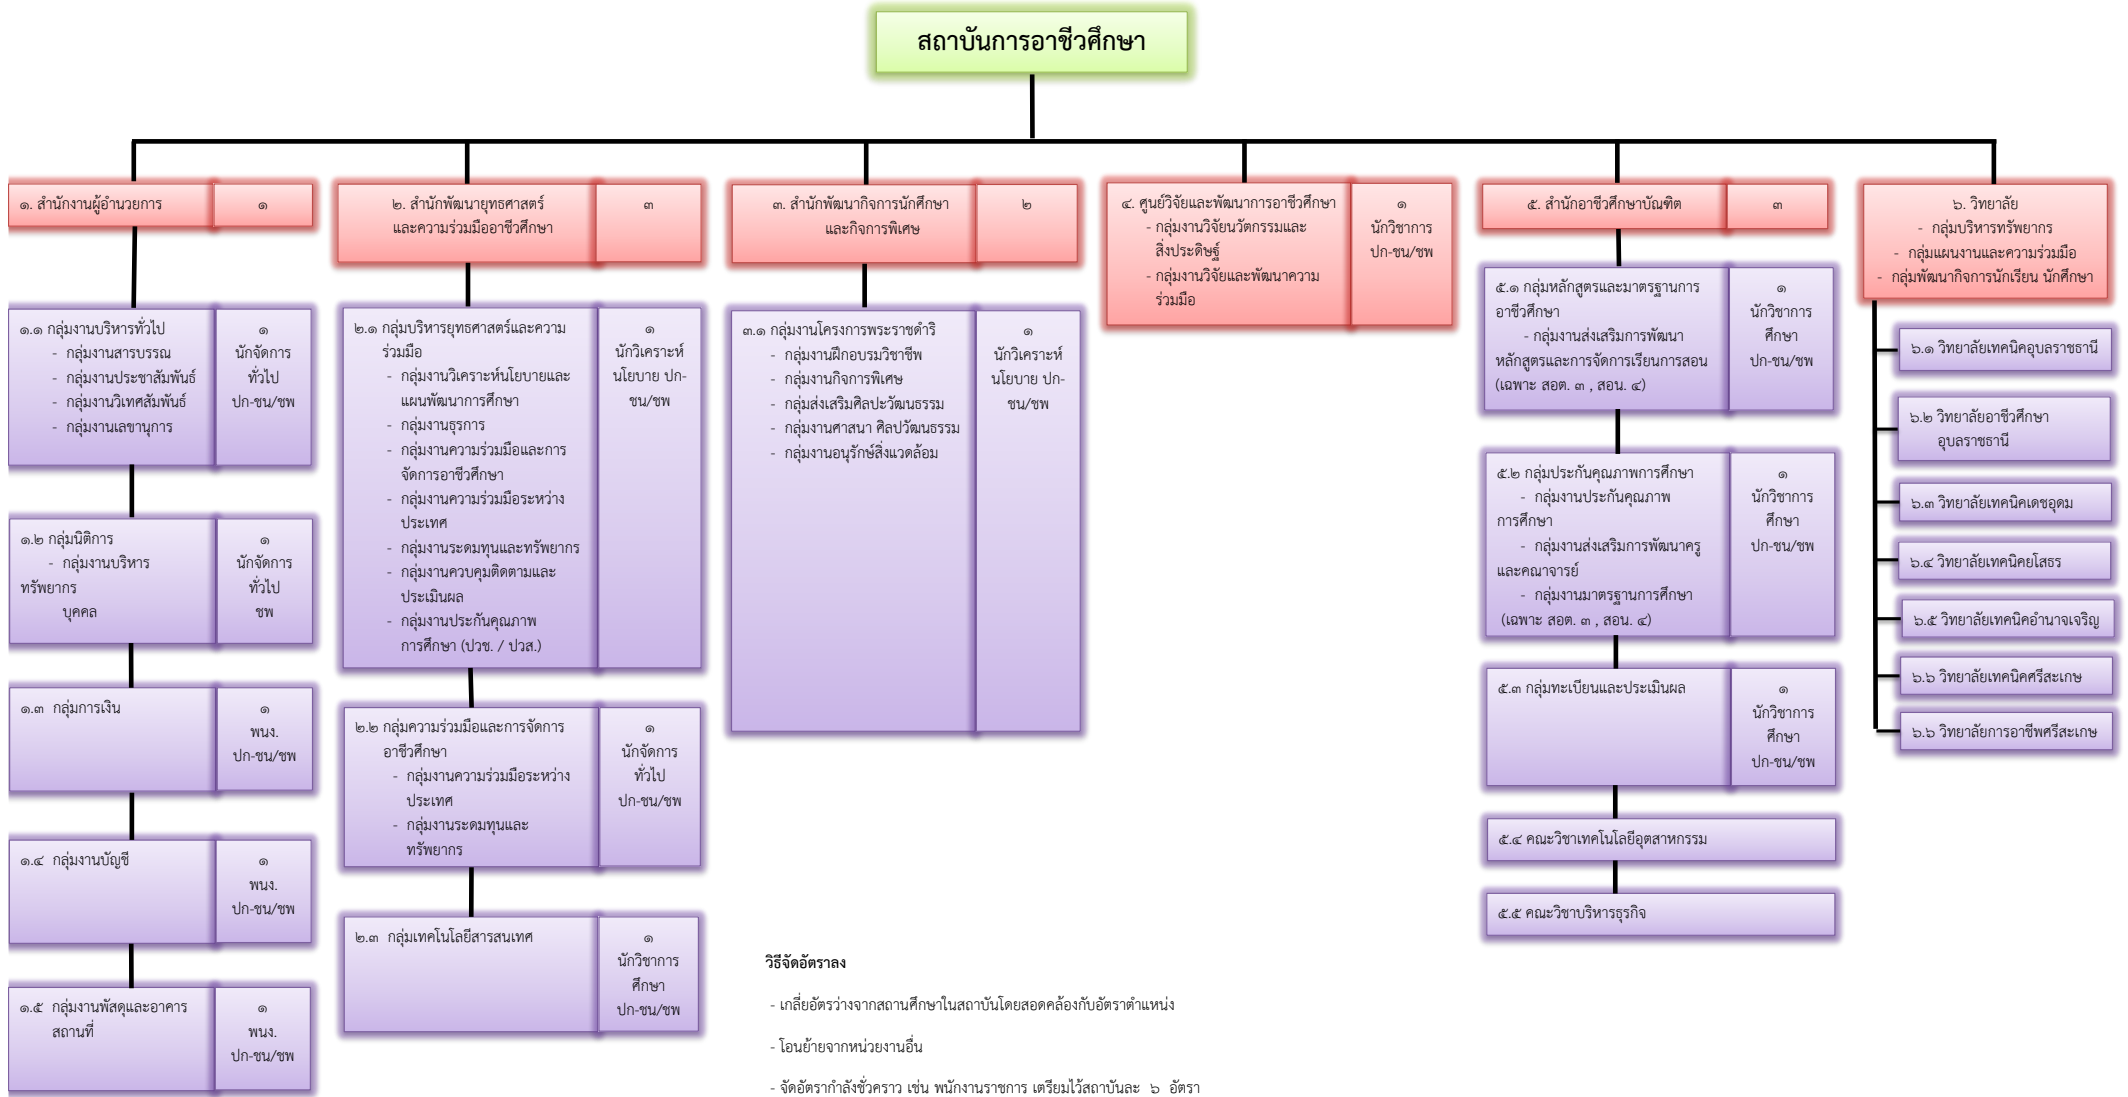 สถาบันการอาชีวศึกษา
๑. สำนักงานผู้อำนวยการ
๑
๑.๑ กลุ่มงานบริหารทั่วไป
- กลุ่มงานสารบรรณ
- กลุ่มงานประชาสัมพันธ์
- กลุ่มงานวิเทศสัมพันธ์
- กลุ่มงานเลขานุการ
๑
นักจัดการ
ทั่วไป
ปก-ชน/ชพ
๑.๒ กลุ่มนิติการ
- กลุ่มงานบริหาร
ทรัพยากร
บุคคล
๑
นักจัดการ
ทั่วไป
ชพ
๑.๓ กลุ่มการเงิน
๑
พนง.
ปก-ชน/ชพ
๑.๔ กลุ่มงานบัญชี
๑
พนง.
ปก-ชน/ชพ
๑.๕ กลุ่มงานพัสดุและอาคาร
สถานที่
๑
พนง.
ปก-ชน/ชพ
๒. สำนักพัฒนายุทธศาสตร์
และความร่วมมืออาชีวศึกษา
๓
๒.๑ กลุ่มบริหารยุทธศาสตร์และความ
ร่วมมือ
- กลุ่มงานวิเคราะห์นโยบายและ
แผนพัฒนาการศึกษา
- กลุ่มงานธุรการ
- กลุ่มงานความร่วมมือและการ
จัดการอาชีวศึกษา
- กลุ่มงานความร่วมมือระหว่าง
ประเทศ
- กลุ่มงานระดมทุนและทรัพยากร
- กลุ่มงานควบคุมติดตามและ
ประเมินผล
- กลุ่มงานประกันคุณภาพ
การศึกษา (ปวช. / ปวส.)
๑
นักวิเคราะห์
นโยบาย ปก-
ชน/ชพ
๒.๒ กลุ่มความร่วมมือและการจัดการ
อาชีวศึกษา
- กลุ่มงานความร่วมมือระหว่าง
ประเทศ
- กลุ่มงานระดมทุนและ
ทรัพยากร
๑
นักจัดการ
ทั่วไป
ปก-ชน/ชพ
๒.๓ กลุ่มเทคโนโลยีสารสนเทศ
๑
นักวิชาการ
ศึกษา
ปก-ชน/ชพ
๓. สำนักพัฒนากิจการนักศึกษา
และกิจการพิเศษ
๒
๓.๑ กลุ่มงานโครงการพระราชดำริ
- กลุ่มงานฝึกอบรมวิชาชีพ
- กลุ่มงานกิจการพิเศษ
- กลุ่มส่งเสริมศิลปะวัฒนธรรม
- กลุ่มงานศาสนา ศิลปวัฒนธรรม
- กลุ่มงานอนุรักษ์สิ่งแวดล้อม
๑
นักวิเคราะห์
นโยบาย ปก-
ชน/ชพ
๔. ศูนย์วิจัยและพัฒนาการอาชีวศึกษา
- กลุ่มงานวิจัยนวัตกรรมและ
สิ่งประดิษฐ์
- กลุ่มงานวิจัยและพัฒนาความ
ร่วมมือ
๑
นักวิชาการ
ปก-ชน/ชพ
๕. สำนักอาชีวศึกษาบัณฑิต
๓
๕.๑ กลุ่มหลักสูตรและมาตรฐานการ
อาชีวศึกษา
- กลุ่มงานส่งเสริมการพัฒนา
หลักสูตรและการจัดการเรียนการสอน
(เฉพาะ สอต. ๓ , สอน. ๔)
๑
นักวิชาการ
ศึกษา
ปก-ชน/ชพ
๕.๒ กลุ่มประกันคุณภาพการศึกษา
- กลุ่มงานประกันคุณภาพ
การศึกษา
- กลุ่มงานส่งเสริมการพัฒนาครู
และคณาจารย์
- กลุ่มงานมาตรฐานการศึกษา
(เฉพาะ สอต. ๓ , สอน. ๔)
๑
นักวิชาการ
ศึกษา
ปก-ชน/ชพ
๕.๓ กลุ่มทะเบียนและประเมินผล
๑
นักวิชาการ
ศึกษา
ปก-ชน/ชพ
๕.๔ คณะวิชาเทคโนโลยีอุตสาหกรรม
๕.๕ คณะวิชาบริหารธุรกิจ
๖. วิทยาลัย
- กลุ่มบริหารทรัพยากร
- กลุ่มแผนงานและความร่วมมือ
- กลุ่มพัฒนากิจการนักเรียน นักศึกษา
๖.๑ วิทยาลัยเทคนิคอุบลราชธานี
๖.๒ วิทยาลัยอาชีวศึกษา
อุบลราชธานี
๖.๓ วิทยาลัยเทคนิคเดชอุดม
๖.๔ วิทยาลัยเทคนิคยโสธร
๖.๕ วิทยาลัยเทคนิคอำนาจเจริญ
๖.๖ วิทยาลัยเทคนิคศรีสะเกษ
๖.๖ วิทยาลัยการอาชีพศรีสะเกษ
วิธีจัดอัตราลง
- เกลี่ยอัตรว่างจากสถานศึกษาในสถาบันโดยสอดคล้องกับอัตราตำแหน่ง
- โอนย้ายจากหน่วยงานอื่น
- จัดอัตรากำลังชั่วคราว เช่น พนักงานราชการ เตรียมไว้สถาบันละ ๖ อัตรา